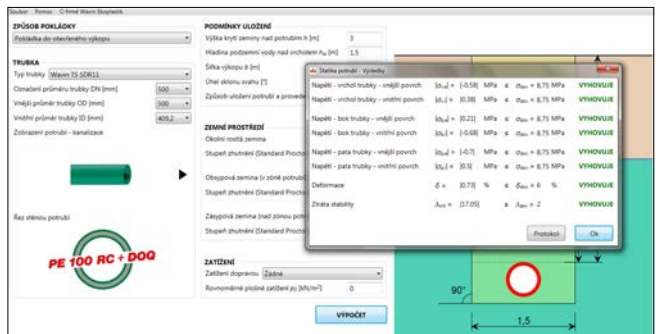 Soubor Pomoc O firmě Wavin Ekoplastik
ZPŮSOB POKLÁDKY
Pokládka do otevřeného výkopu
TRUBKA
Typ trubky Wavin TS SDR11
Označení průměru trubky DN [mm] 500
Vnější průměr trubky OD [mm] 500
Vnitřní průměr trubky ID [mm] 409,2
Zobrazení potrubí - kanalizace
Řez stěnou potrubí
PE 100 RC + DOQ
PODMÍNKY ULOŽENÍ
Výška krytí zeminy nad potrubím h [m] 3
Hladina podzemní vody nad vrcholem [m] 1,5
Šířka výkopu b [m]
Úhel sklonu svahu [°]
Způsob uložení potrubí a provede
ZEMNÍ PROSTŘEDÍ
Okolní rostlá zemina
Stupeň zhutnění (Standard Procto
Obsypová zemina (v zóně potrubí
Stupeň zhutnění (Standard Procto
Zásypová zemina (nad zónou pot
Stupeň zhutnění (Standard Procto
ZATÍŽENÍ
Zatížení dopravou Žádné
Rovnoměrné plošné zatížení p₀ [kN/m²] 0
VÝPOČET
Statika potrubí - Výsledky
Napětí - vrchol trubky - vnější povrch = |-0.58| MPa ≤ = 8,75 MPa VYHOVUJE
Napětí - vrchol trubky - vnitřní povrch = |0.38| MPa ≤ = 8,75 MPa VYHOVUJE
Napětí - bok trubky - vnější povrch = |0.21| MPa ≤ = 8,75 MPa VYHOVUJE
Napětí - bok trubky - vnitřní povrch = |-0.68| MPa ≤ = 8,75 MPa VYHOVUJE
Napětí - pata trubky - vnější povrch = |-0.7| MPa ≤ = 8,75 MPa VYHOVUJE
Napětí - pata trubky - vnitřní povrch = |0.5| MPa ≤ = 8,75 MPa VYHOVUJE
Deformace δ = |0.73| % ≤ = 6 % VYHOVUJE
Ztráta stability = |17.05| ≥ = 2 VYHOVUJE
Protokol Ok
90°
1,5